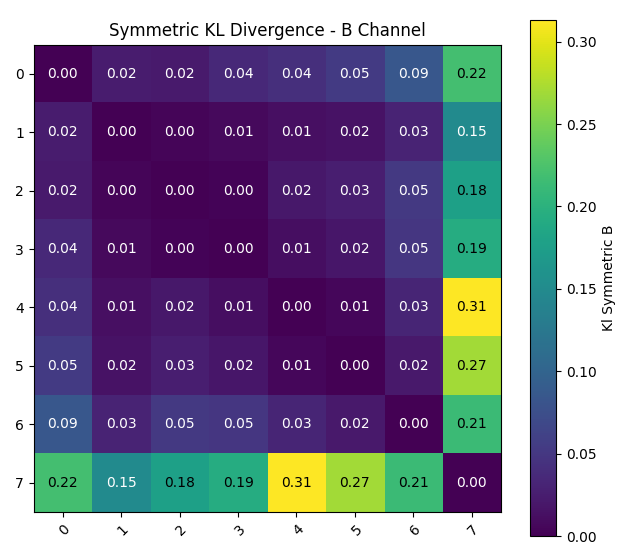 Symmetric KL Divergence - B Channel
0 0.00 0.02 0.02 0.04 0.04 0.05 0.09 0.22
1 0.02 0.00 0.00 0.01 0.01 0.02 0.03 0.15
2 0.02 0.00 0.00 0.00 0.02 0.03 0.05 0.18
3 0.04 0.01 0.00 0.00 0.01 0.02 0.05 0.19
4 0.04 0.01 0.02 0.01 0.00 0.01 0.03 0.31
5 0.05 0.02 0.03 0.02 0.01 0.00 0.02 0.27
6 0.09 0.03 0.05 0.05 0.03 0.02 0.00 0.21
7 0.22 0.15 0.18 0.19 0.31 0.27 0.21 0.00
0 1 2 3 4 5 6 7
0.30
0.25
0.20
0.15
0.10
0.05
0.00
Kl Symmetric B